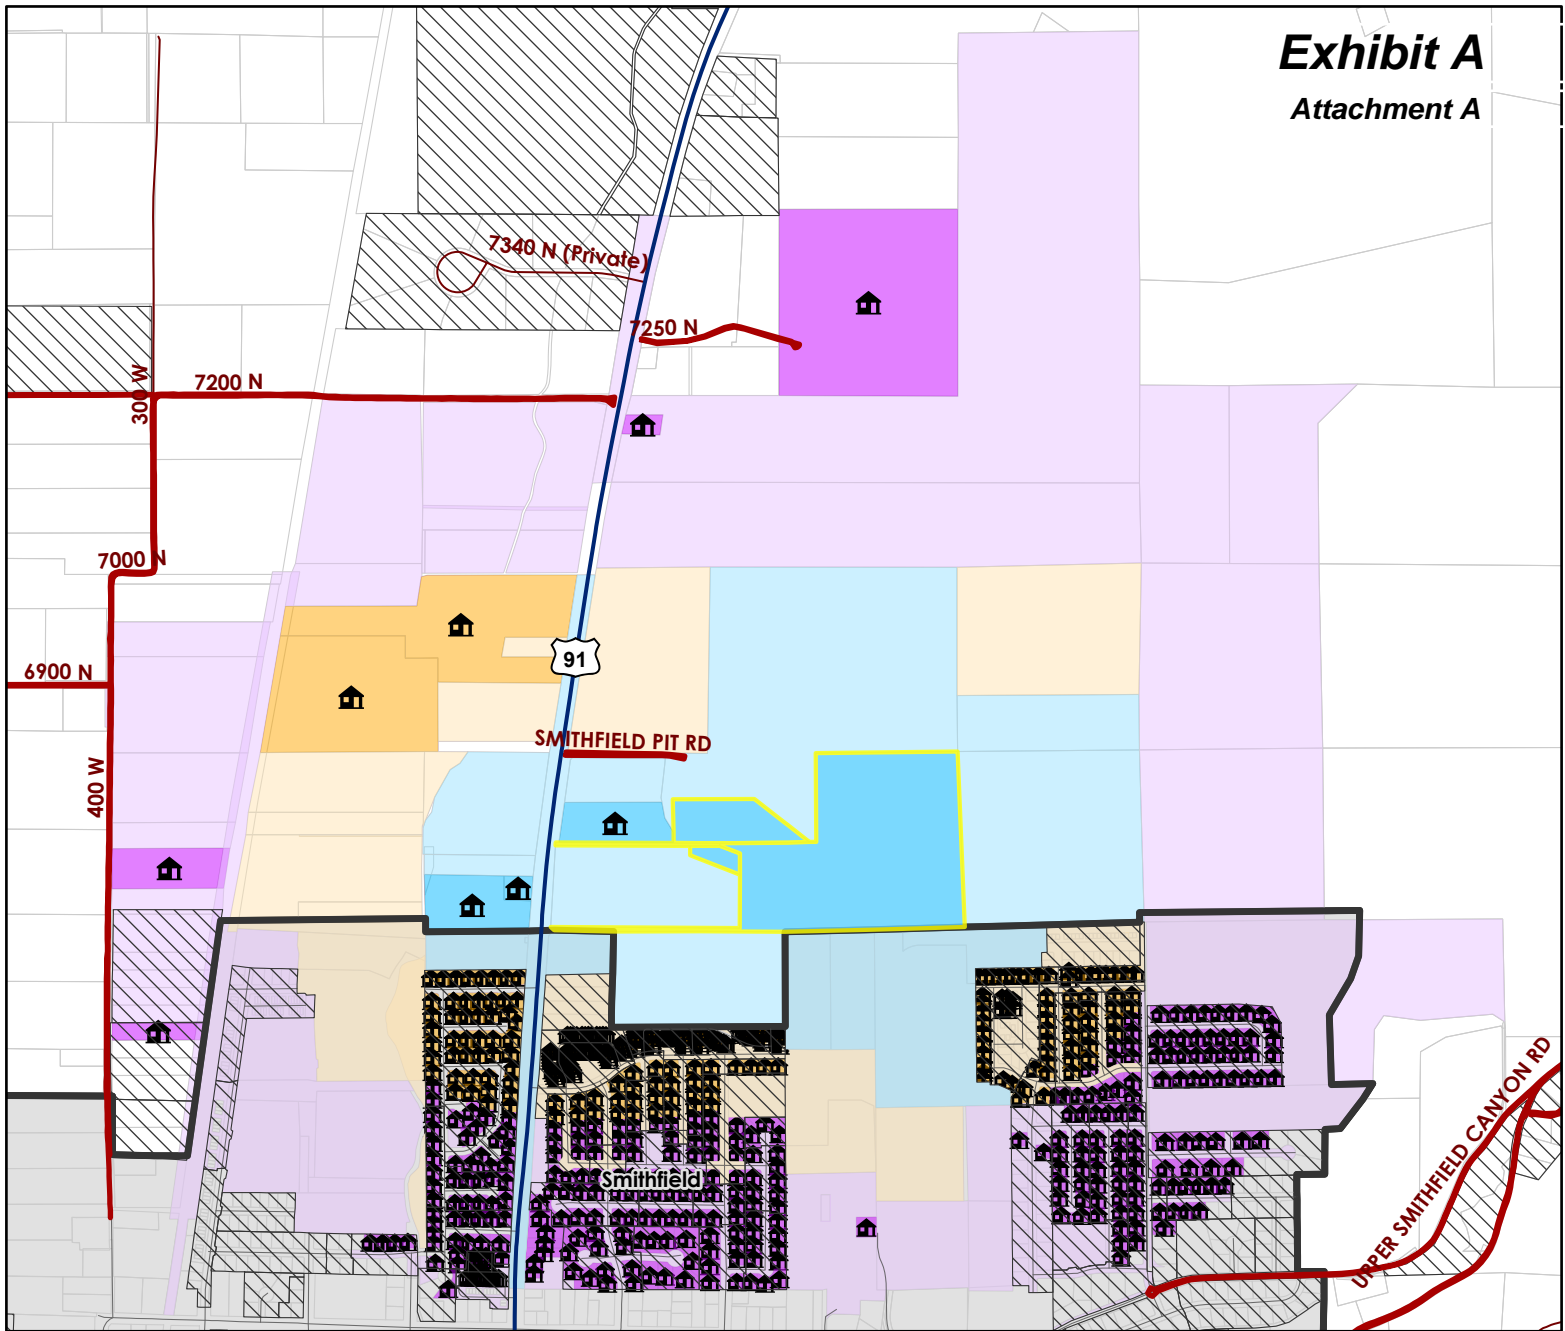 Exhibit A
Attachment A
7340 N (Private)
7250 N
300 W
7200 N
7000 N
91
6900 N
SMITHFIELD PIT RD
400 W
UPPER SMITHFIELD CANYON RD
Smithfield